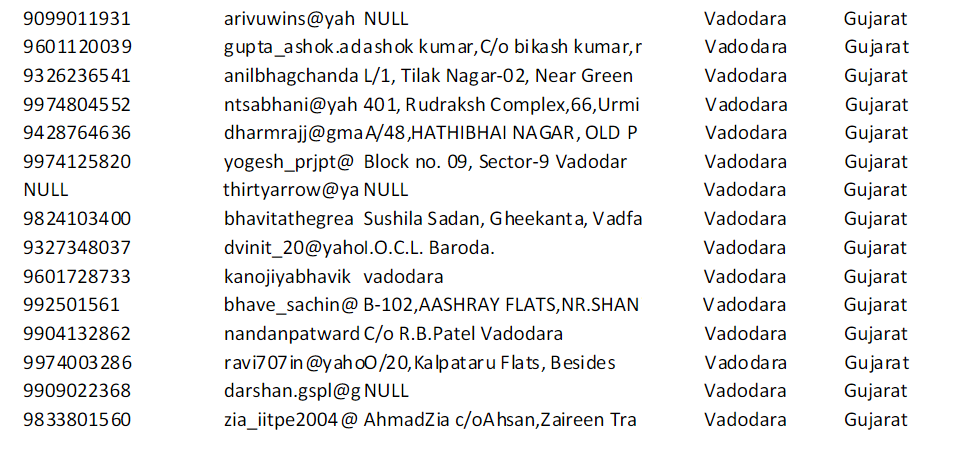 9099011931 arivuwins@yah NULL Vadodara Gujarat
9601120039 gupta_ashok.adashok kumar,C/o bikash kumar,r Vadodara Gujarat
9326236541 anilbhagchanda L/1, Tilak Nagar-02, Near Green Vadodara Gujarat
9974804552 ntsabhani@yah 401, Rudraksh Complex,66,Urmi Vadodara Gujarat
9428764636 dharmrajj@gmaA/48,HATHIBHAI NAGAR, OLD P Vadodara Gujarat
9974125820 yogesh_prjpt@ Block no. 09, Sector-9 Vadodar Vadodara Gujarat
NULL thirtyarrow@ya NULL Vadodara Gujarat
9824103400 bhavitathegrea Sushila Sadan, Gheekanta, Vadfa Vadodara Gujarat
9327348037 dvinit_20@yahoI.O.C.L. Baroda. Vadodara Gujarat
9601728733 kanojiyabhavik vadodara Vadodara Gujarat
992501561 bhave_sachin@ B-102,AASHRAY FLATS,NR.SHAN Vadodara Gujarat
9904132862 nandanpatward C/o R.B.Patel Vadodara Vadodara Gujarat
9974003286 ravi707in@yahoO/20,Kalpataru Flats, Besides Vadodara Gujarat
9909022368 darshan.gspl@g NULL Vadodara Gujarat
9833801560 zia_iitpe2004@ AhmadZia c/oAhsan,Zaireen Tra Vadodara Gujarat